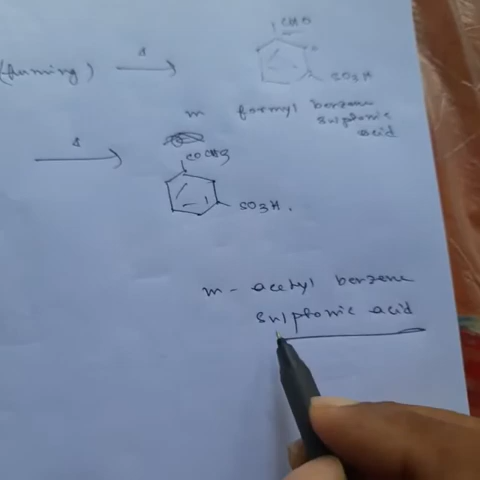 CHO
(fuming) Δ
SO3H
m formyl benzene
sulphonic
acid
Δ
COCH3
SO3H.
m- acetyl benzene
sulphonic acid